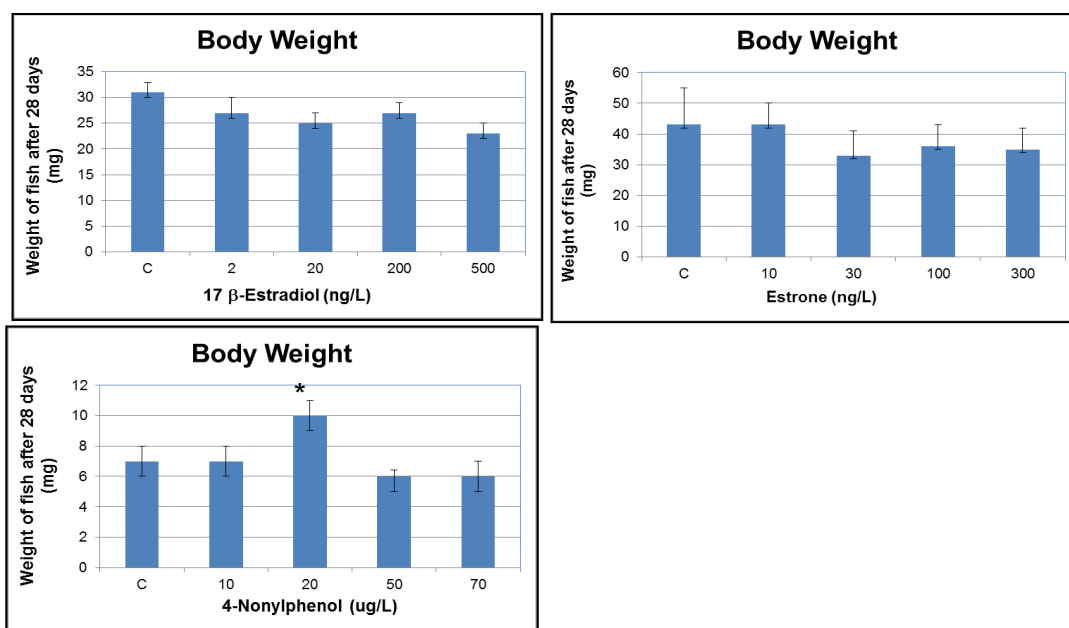 Body Weight
Weight of fish after 28 days
(mg)
35
30
25
20
15
10
5
0
C 2 20 200 500
17 β-Estradiol (ng/L)
Body Weight
Weight of fish after 28 days
(mg)
60
50
40
30
20
10
0
C 10 30 100 300
Estrone (ng/L)
Body Weight
Weight of fish after 28 days
(mg)
12
10
8
6
4
2
0
*
C 10 20 50 70
4-Nonylphenol (ug/L)